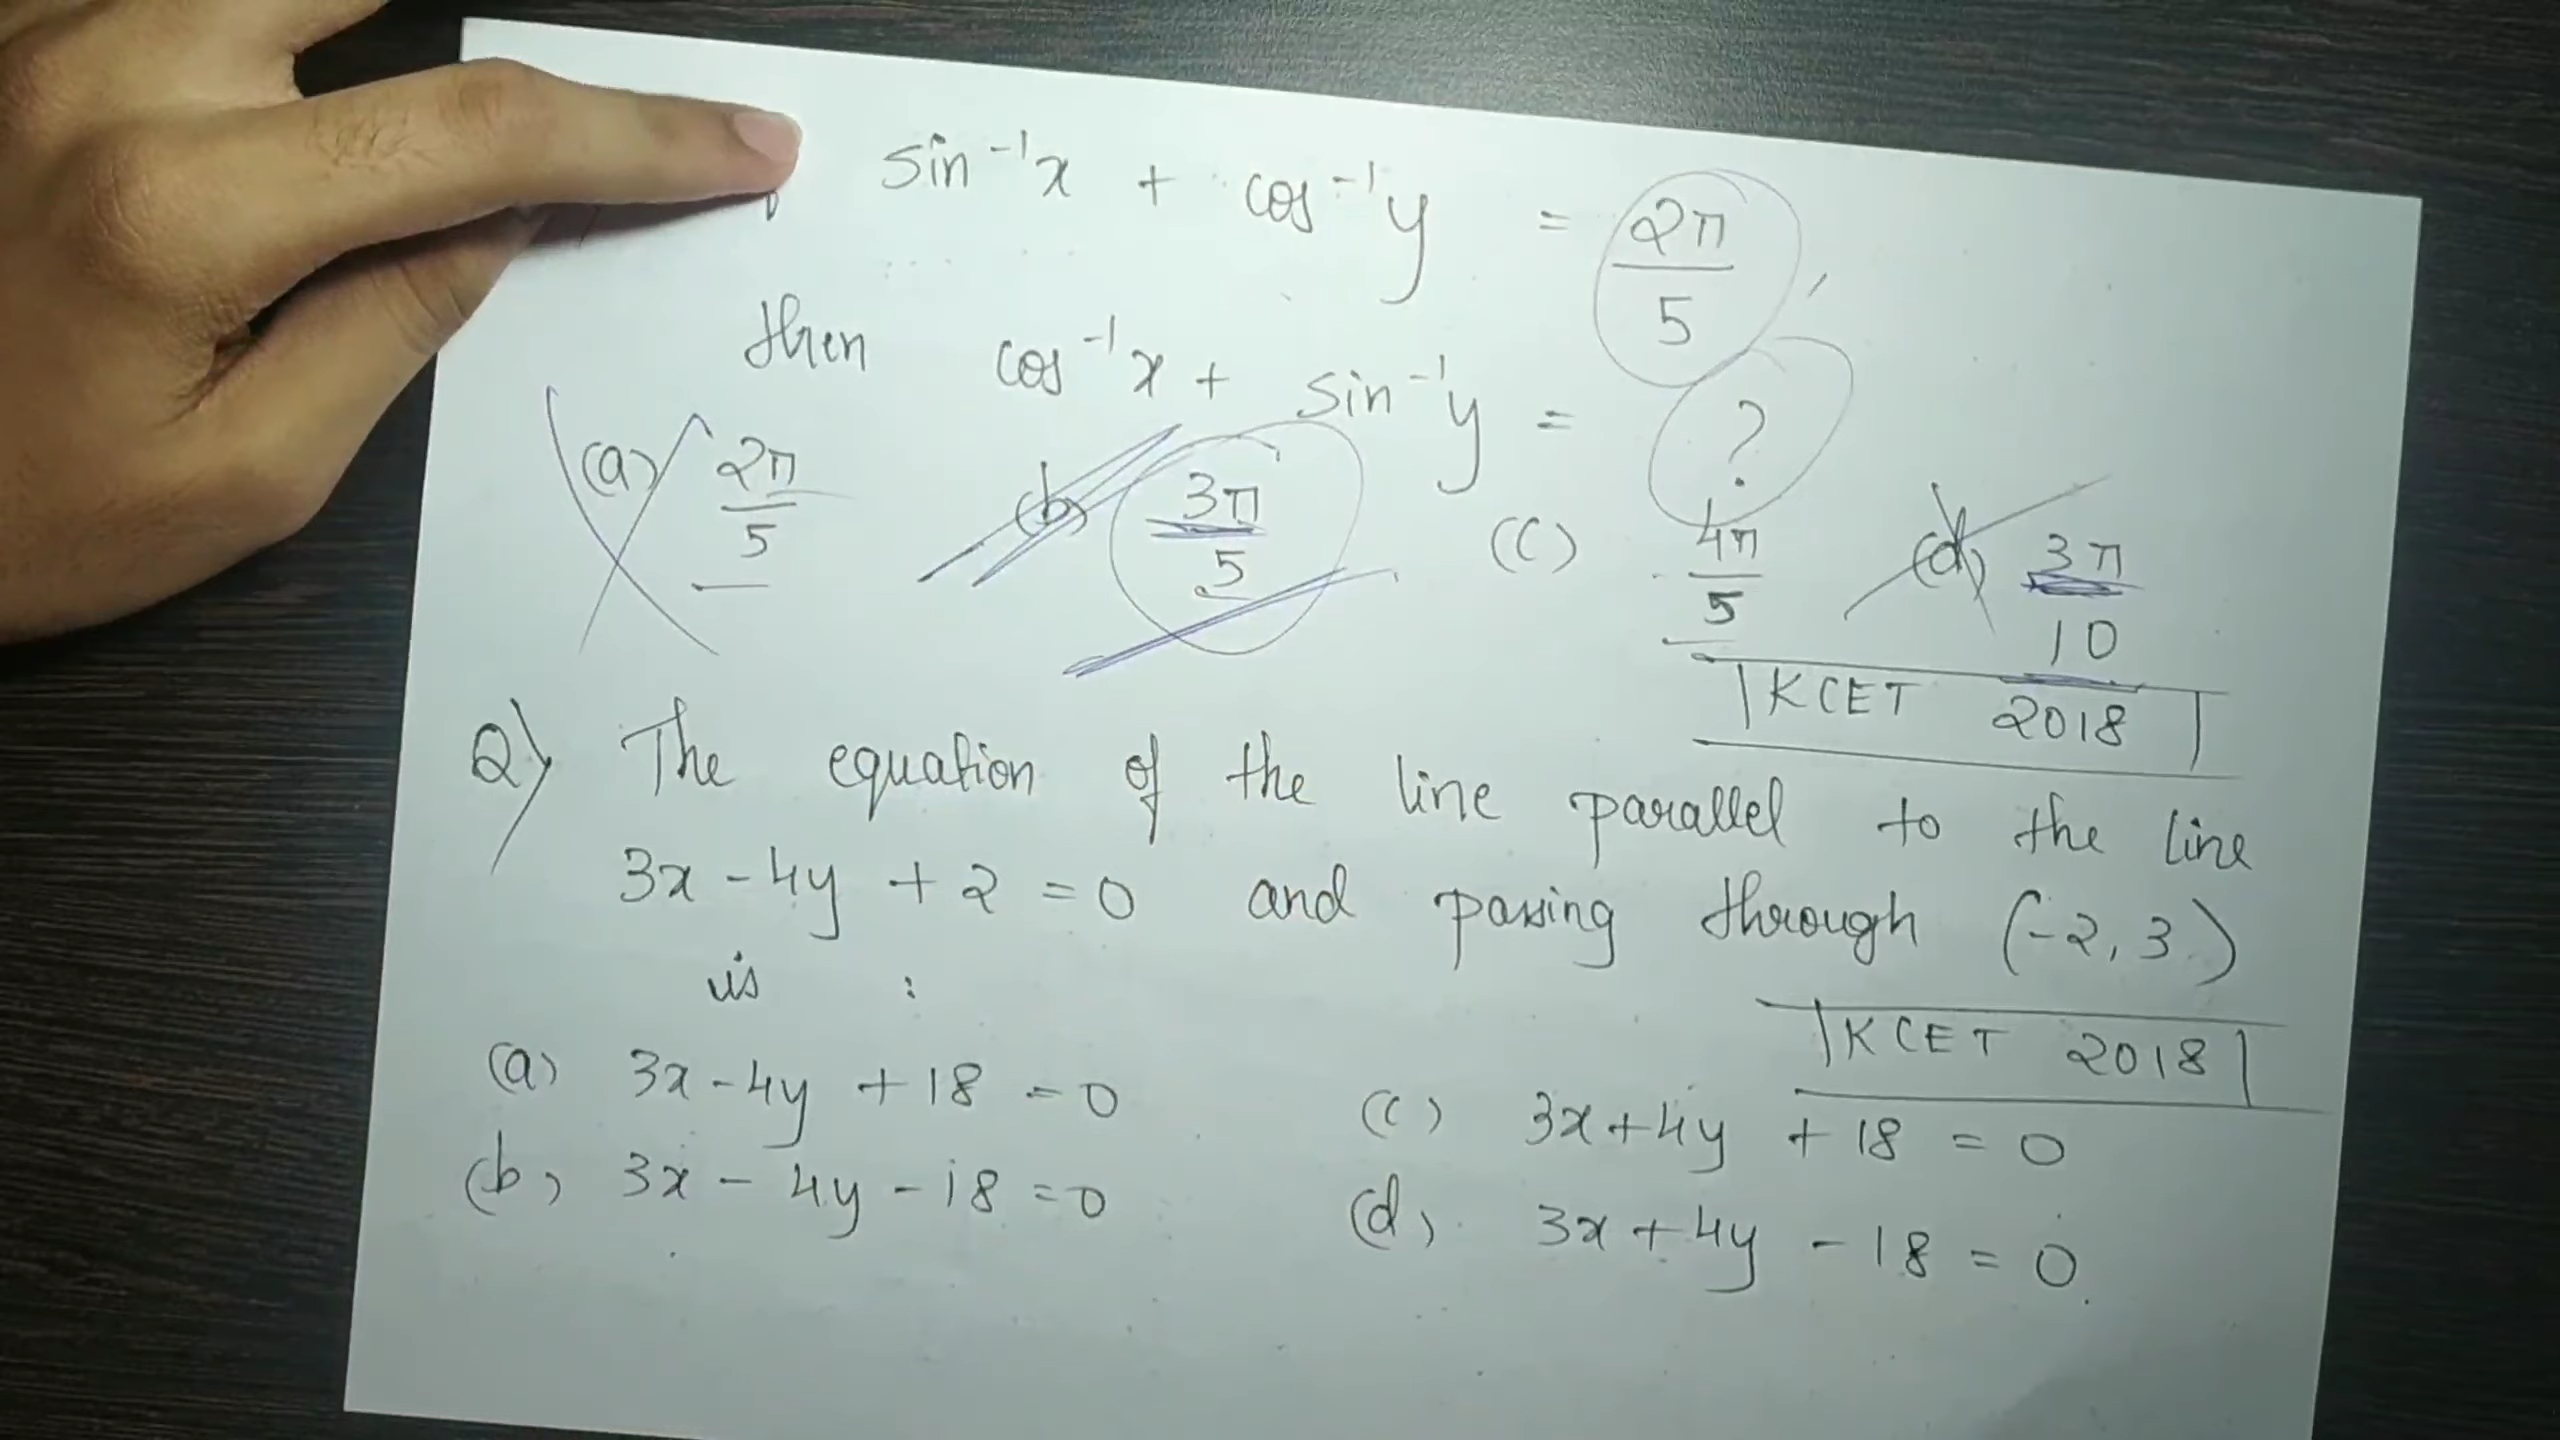 sin⁻¹x + cos⁻¹y = 2π/5,
then cos⁻¹x + sin⁻¹y = ?
(a) 2π/5 (b) 3π/5 (c) 4π/5 (d) 3π/10
KCET 2018
Q) The equation of the line parallel to the line
3x - 4y + 2 = 0 and passing through (-2, 3)
is :
KCET 2018
(a) 3x - 4y + 18 = 0 (c) 3x + 4y + 18 = 0
(b) 3x - 4y - 18 = 0 (d) 3x + 4y - 18 = 0